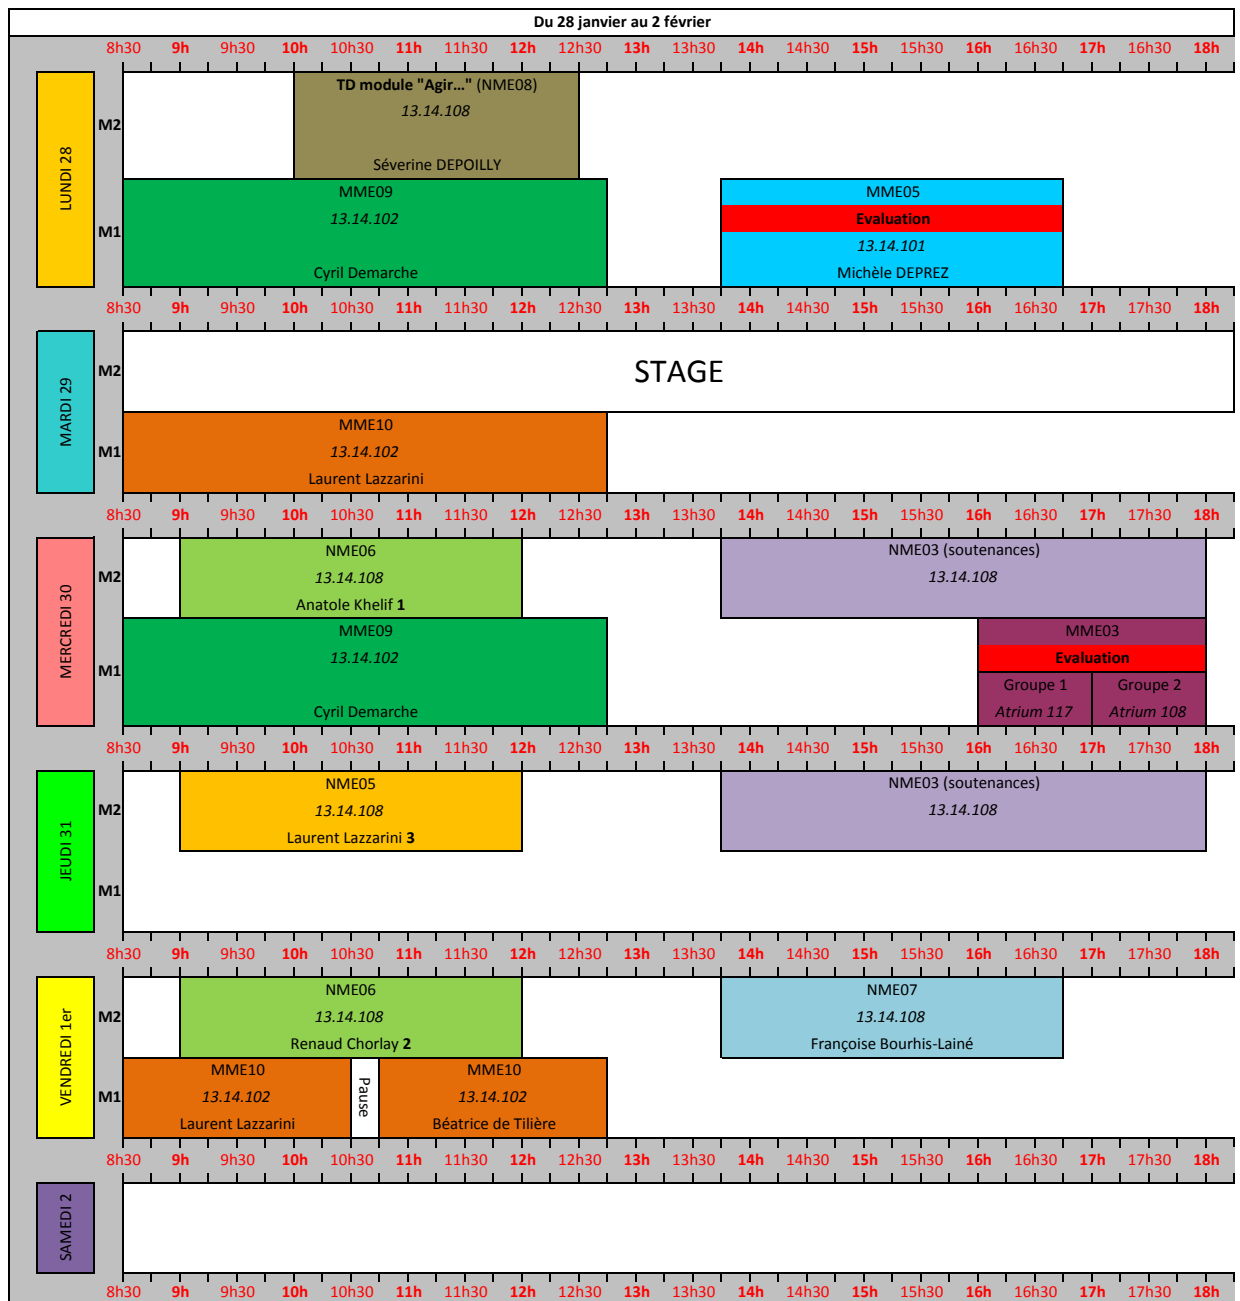 Du 28 janvier au 2 février
8h30 9h 9h30 10h 10h30 11h 11h30 12h 12h30 13h 13h30 14h 14h30 15h 15h30 16h 16h30 17h 16h30 18h
LUNDI 28
M2
TD module "Agir..." (NME08)
13.14.108
Séverine DEPOILLY
M1
MME09
13.14.102
Cyril Demarche
MME05
Evaluation
13.14.101
Michèle DEPREZ
8h30 9h 9h30 10h 10h30 11h 11h30 12h 12h30 13h 13h30 14h 14h30 15h 15h30 16h 16h30 17h 17h30 18h
MARDI 29
M2
STAGE
M1
MME10
13.14.102
Laurent Lazzarini
8h30 9h 9h30 10h 10h30 11h 11h30 12h 12h30 13h 13h30 14h 14h30 15h 15h30 16h 16h30 17h 17h30 18h
MERCREDI 30
M2
NME06
13.14.108
Anatole Khelif 1
NME03 (soutenances)
13.14.108
M1
MME09
13.14.102
Cyril Demarche
MME03
Evaluation
Groupe 1
Atrium 117
Groupe 2
Atrium 108
8h30 9h 9h30 10h 10h30 11h 11h30 12h 12h30 13h 13h30 14h 14h30 15h 15h30 16h 16h30 17h 17h30 18h
JEUDI 31
M2
NME05
13.14.108
Laurent Lazzarini 3
NME03 (soutenances)
13.14.108
M1
8h30 9h 9h30 10h 10h30 11h 11h30 12h 12h30 13h 13h30 14h 14h30 15h 15h30 16h 16h30 17h 17h30 18h
VENDREDI 1er
M2
NME06
13.14.108
Renaud Chorlay 2
NME07
13.14.108
Françoise Bourhis-Lainé
M1
MME10
13.14.102
Laurent Lazzarini
Pause
MME10
13.14.102
Béatrice de Tilière
8h30 9h 9h30 10h 10h30 11h 11h30 12h 12h30 13h 13h30 14h 14h30 15h 15h30 16h 16h30 17h 17h30 18h
SAMEDI 2
8h30 9h 9h30 10h 10h30 11h 11h30 12h 12h30 13h 13h30 14h 14h30 15h 15h30 16h 16h30 17h 17h30 18h